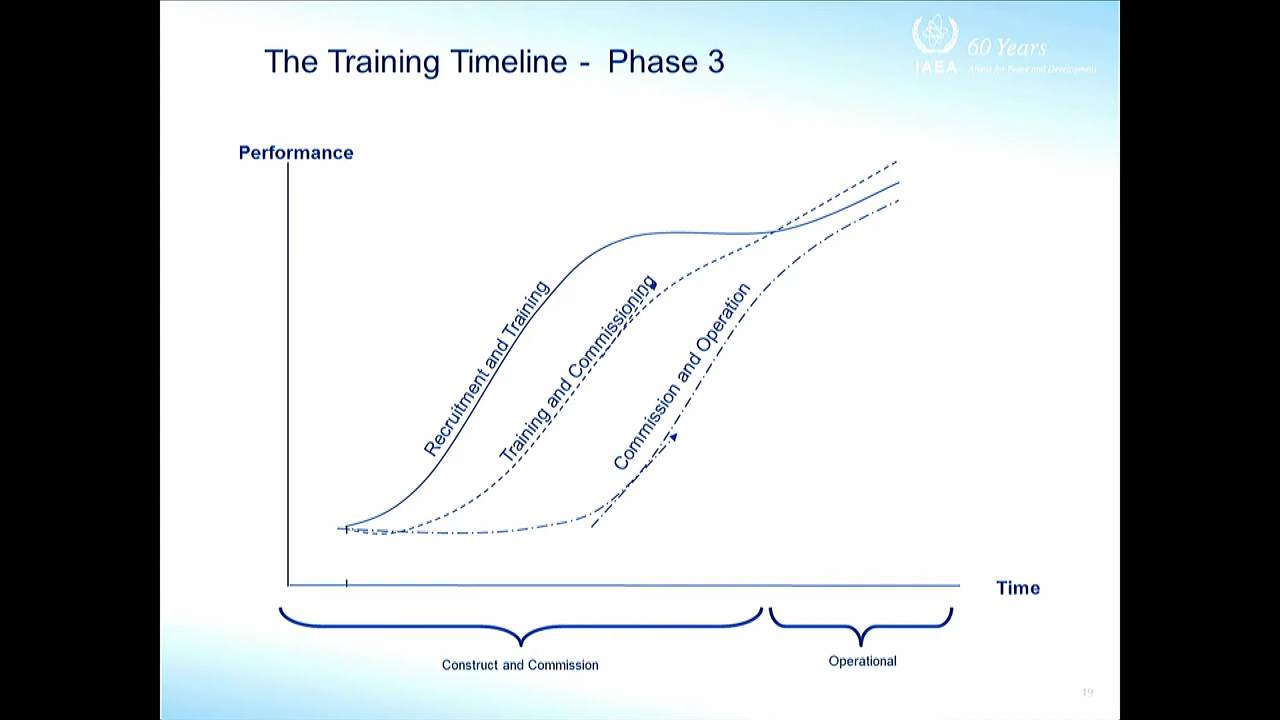 The Training Timeline - Phase 3
60 Years
IAEA Atoms for Peace and Development
Performance
Recruitment and Training
Training and Commissioning
Commission and Operation
Time
Construct and Commission
Operational
19